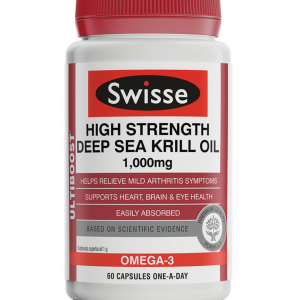 Swisse
ULTIBOOST
HIGH STRENGTH
DEEP SEA KRILL OIL
1,000mg
HELPS RELIEVE MILD ARTHRITIS SYMPTOMS
SUPPORTS HEART, BRAIN & EYE HEALTH
EASILY ABSORBED
BASED ON SCIENTIFIC EVIDENCE
OMEGA-3
60 CAPSULES ONE-A-DAY